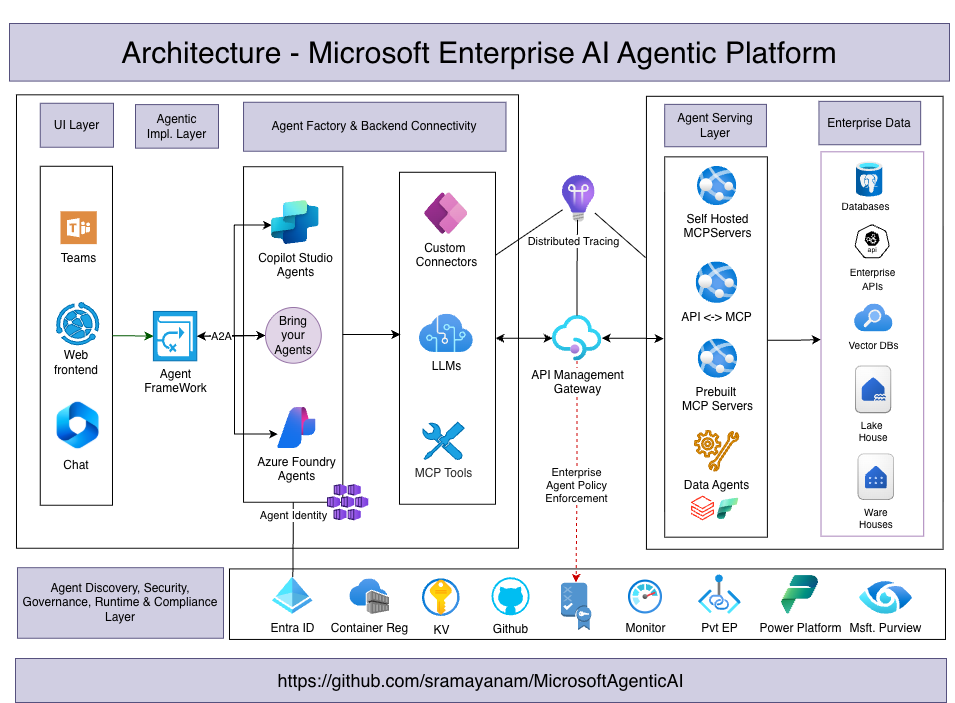 Architecture - Microsoft Enterprise AI Agentic Platform
UI Layer
Agentic
Impl. Layer
Agent Factory & Backend Connectivity
Agent Serving
Layer
Enterprise Data
Teams
Web
frontend
Chat
Agent
FrameWork
A2A
Copilot Studio
Agents
Bring
your
Agents
Azure Foundry
Agents
Agent Identity
Custom
Connectors
LLMs
MCP Tools
Distributed Tracing
API Management
Gateway
Enterprise
Agent Policy
Enforcement
Self Hosted
MCPServers
API <-> MCP
Prebuilt
MCP Servers
Data Agents
Databases
api
Enterprise
APIs
Vector DBs
Lake
House
Ware
Houses
Agent Discovery, Security,
Governance, Runtime & Compliance
Layer
Entra ID
Container Reg
KV
Github
Monitor
Pvt EP
Power Platform
Msft. Purview
https://github.com/sramayanam/MicrosoftAgenticAI